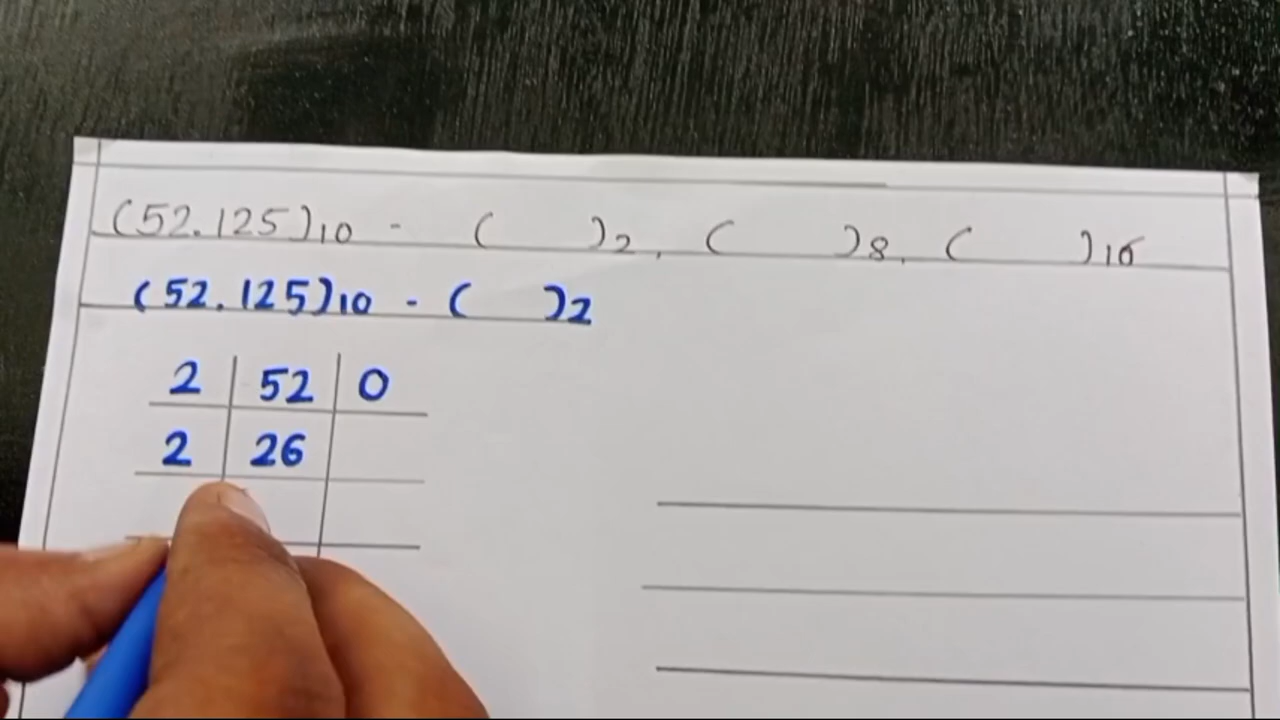 (52.125)10 - (    )2, (    )8, (    )16
(52.125)10 - (    )2
2 | 52 | 0
2 | 26 |